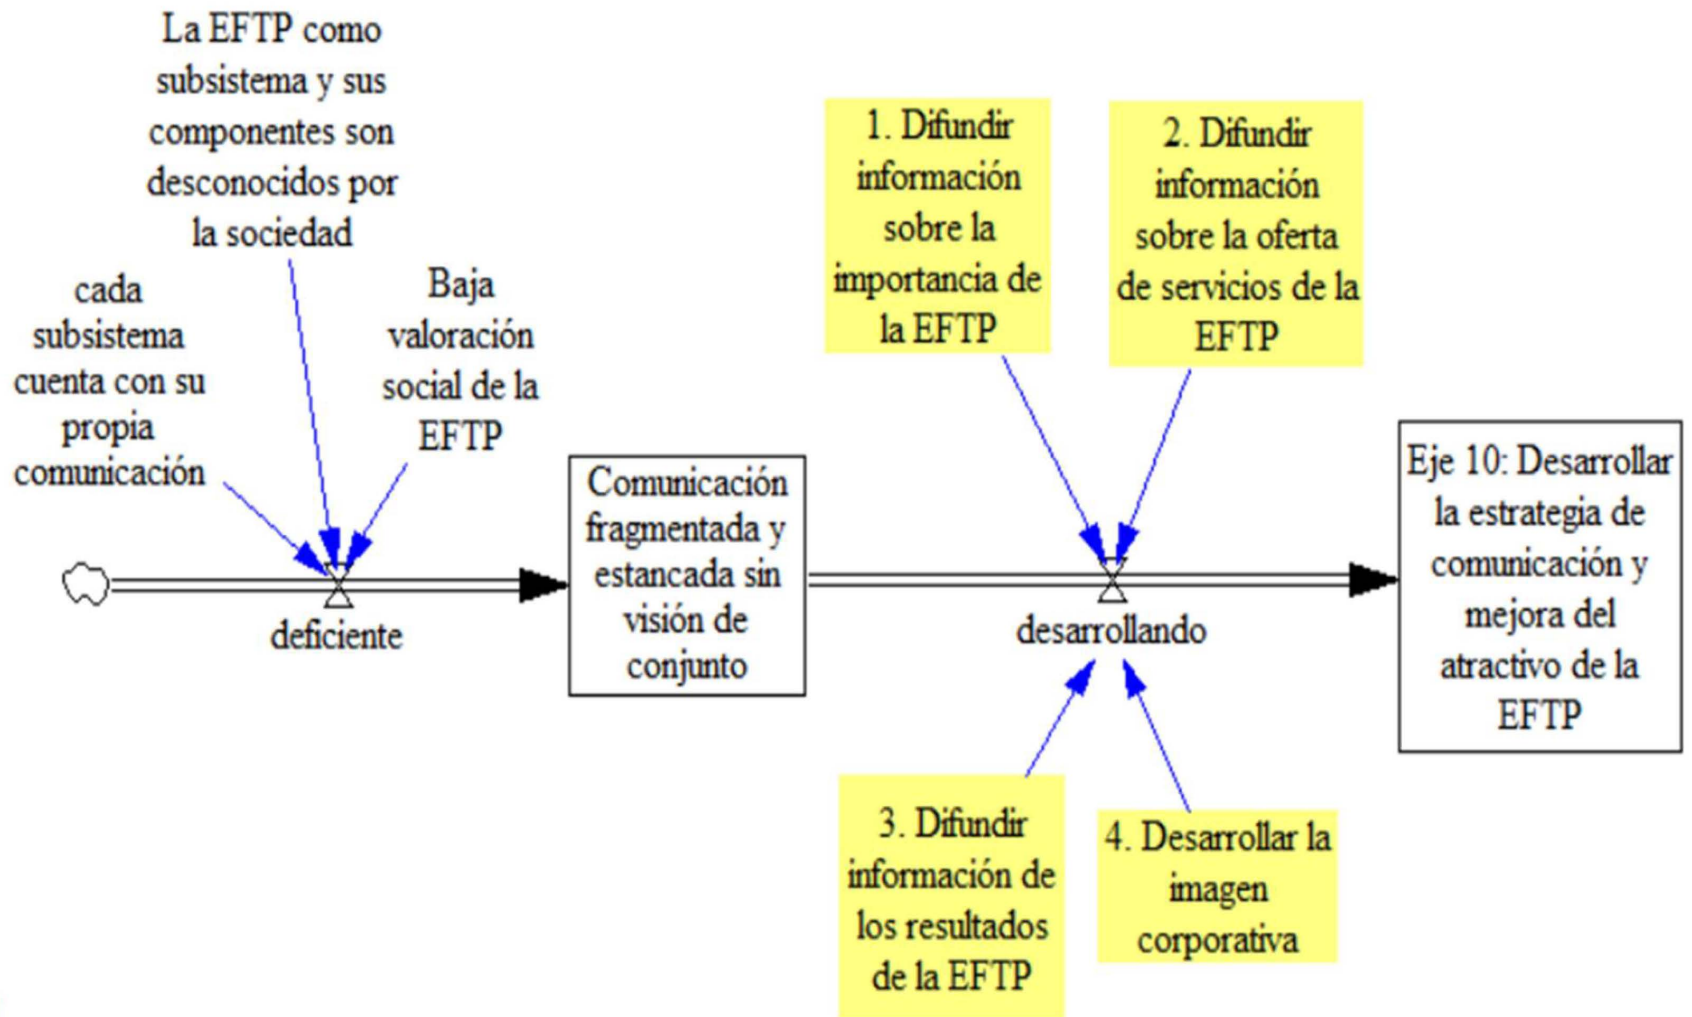 La EFTP como
subsistema y sus
componentes son
desconocidos por
la sociedad
cada
subsistema
cuenta con su
propia
comunicación
Baja
valoración
social de la
EFTP
deficiente
Comunicación
fragmentada y
estancada sin
visión de
conjunto
1. Difundir
información
sobre la
importancia de
la EFTP
2. Difundir
información
sobre la oferta
de servicios de la
EFTP
desarrollando
3. Difundir
información de
los resultados
de la EFTP
4. Desarrollar la
imagen
corporativa
Eje 10: Desarrollar
la estrategia de
comunicación y
mejora del
atractivo de la
EFTP